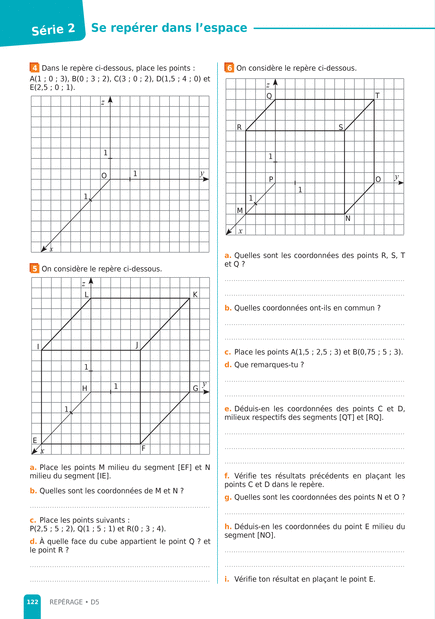 Série 2 Se repérer dans l'espace
4 Dans le repère ci-dessous, place les points :
A(1 ; 0 ; 3), B(0 ; 3 ; 2), C(3 ; 0 ; 2), D(1,5 ; 4 ; 0) et
E(2,5 ; 0 ; 1).
z
1
O
1
y
1
x
5 On considère le repère ci-dessous.
z
L
K
I
J
1
H
1
G
y
1
E
x
F
a. Place les points M milieu du segment [EF] et N
milieu du segment [IE].
b. Quelles sont les coordonnées de M et N ?
c. Place les points suivants :
P(2,5 ; 5 ; 2), Q(1 ; 5 ; 1) et R(0 ; 3 ; 4).
d. À quelle face du cube appartient le point Q ? et
le point R ?
6 On considère le repère ci-dessous.
z
Q
T
R
S
1
P
O
y
1
1
M
N
x
a. Quelles sont les coordonnées des points R, S, T
et Q ?
b. Quelles coordonnées ont-ils en commun ?
c. Place les points A(1,5 ; 2,5 ; 3) et B(0,75 ; 5 ; 3).
d. Que remarques-tu ?
e. Déduis-en les coordonnées des points C et D,
milieux respectifs des segments [QT] et [RQ].
f. Vérifie tes résultats précédents en plaçant les
points C et D dans le repère.
g. Quelles sont les coordonnées des points N et O ?
h. Déduis-en les coordonnées du point E milieu du
segment [NO].
i. Vérifie ton résultat en plaçant le point E.
122 REPÉRAGE • D5